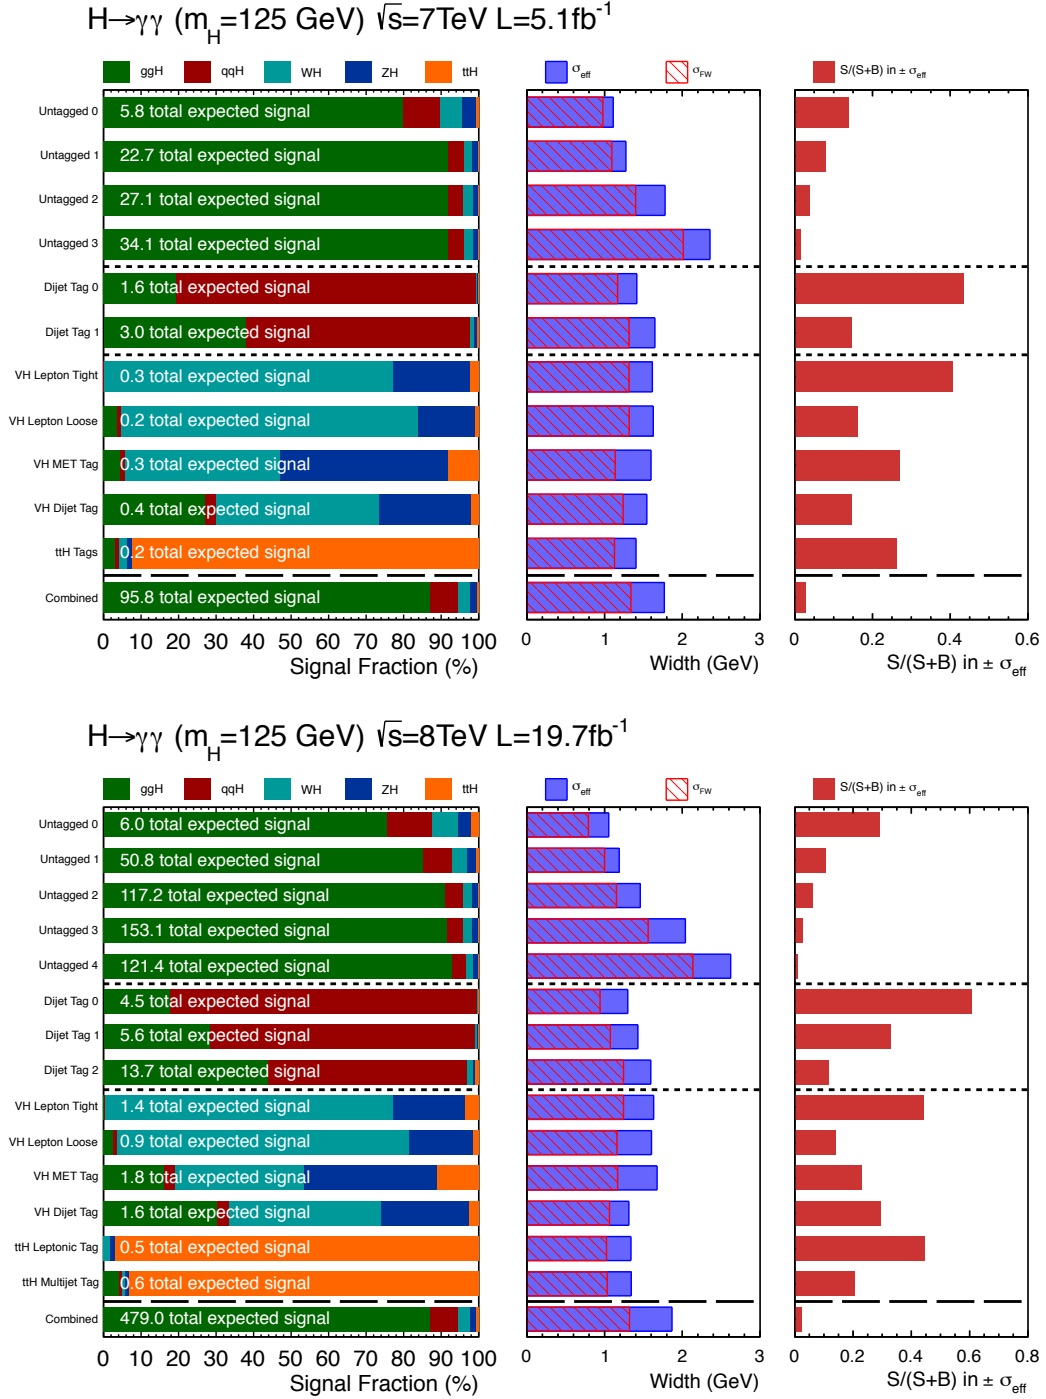 H→γγ (m_H=125 GeV) √s=7TeV L=5.1fb⁻¹
ggH qqH WH ZH ttH σ_eff σ_FW S/(S+B) in ± σ_eff
Untagged 0 5.8 total expected signal
Untagged 1 22.7 total expected signal
Untagged 2 27.1 total expected signal
Untagged 3 34.1 total expected signal
Dijet Tag 0 1.6 total expected signal
Dijet Tag 1 3.0 total expected signal
VH Lepton Tight 0.3 total expected signal
VH Lepton Loose 0.2 total expected signal
VH MET Tag 0.3 total expected signal
VH Dijet Tag 0.4 total expected signal
ttH Tags 0.2 total expected signal
Combined 95.8 total expected signal
0 10 20 30 40 50 60 70 80 90 100 0 1 2 3 0 0.2 0.4 0.6
Signal Fraction (%) Width (GeV) S/(S+B) in ± σ_eff
H→γγ (m_H=125 GeV) √s=8TeV L=19.7fb⁻¹
ggH qqH WH ZH ttH σ_eff σ_FW S/(S+B) in ± σ_eff
Untagged 0 6.0 total expected signal
Untagged 1 50.8 total expected signal
Untagged 2 117.2 total expected signal
Untagged 3 153.1 total expected signal
Untagged 4 121.4 total expected signal
Dijet Tag 0 4.5 total expected signal
Dijet Tag 1 5.6 total expected signal
Dijet Tag 2 13.7 total expected signal
VH Lepton Tight 1.4 total expected signal
VH Lepton Loose 0.9 total expected signal
VH MET Tag 1.8 total expected signal
VH Dijet Tag 1.6 total expected signal
ttH Leptonic Tag 0.5 total expected signal
ttH Multijet Tag 0.6 total expected signal
Combined 479.0 total expected signal
0 10 20 30 40 50 60 70 80 90 100 0 1 2 3 0 0.2 0.4 0.6 0.8
Signal Fraction (%) Width (GeV) S/(S+B) in ± σ_eff